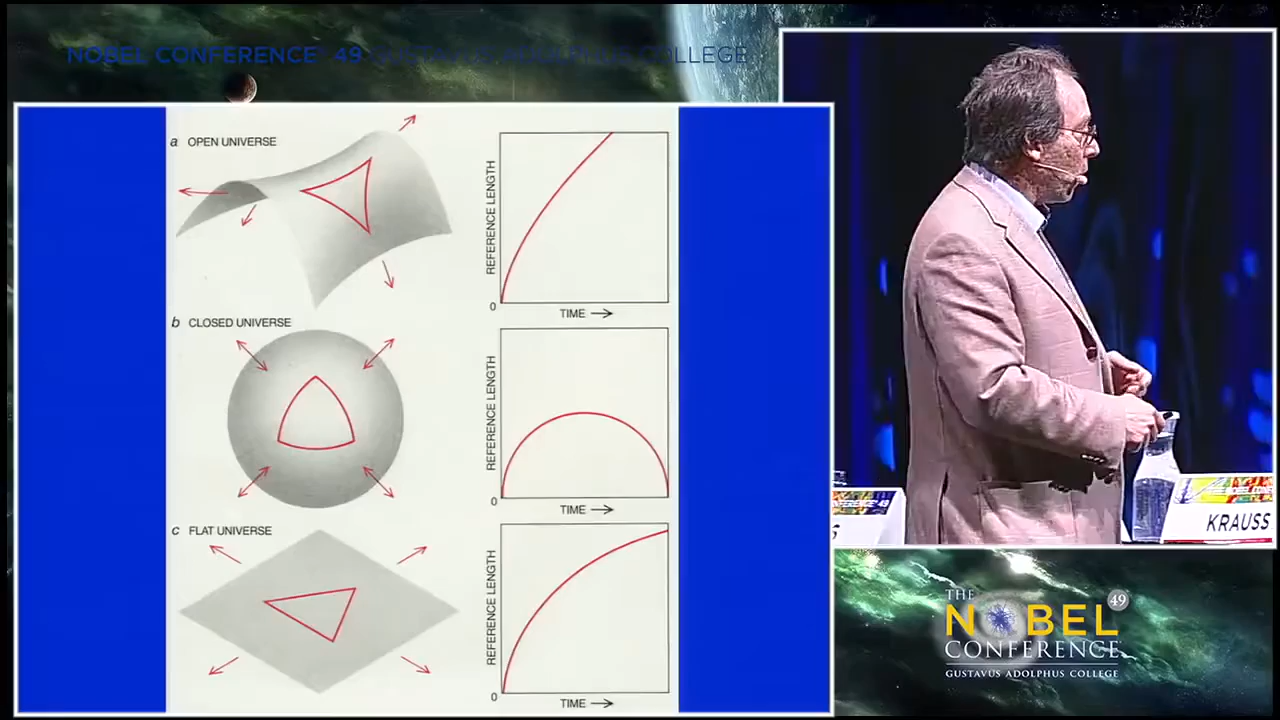 NOBEL CONFERENCE 49 GUSTAVUS ADOLPHUS COLLEGE
a OPEN UNIVERSE
REFERENCE LENGTH
0
TIME
b CLOSED UNIVERSE
REFERENCE LENGTH
0
TIME
c FLAT UNIVERSE
REFERENCE LENGTH
0
TIME
KRAUSS
THE
NOBEL 49
CONFERENCE
GUSTAVUS ADOLPHUS COLLEGE